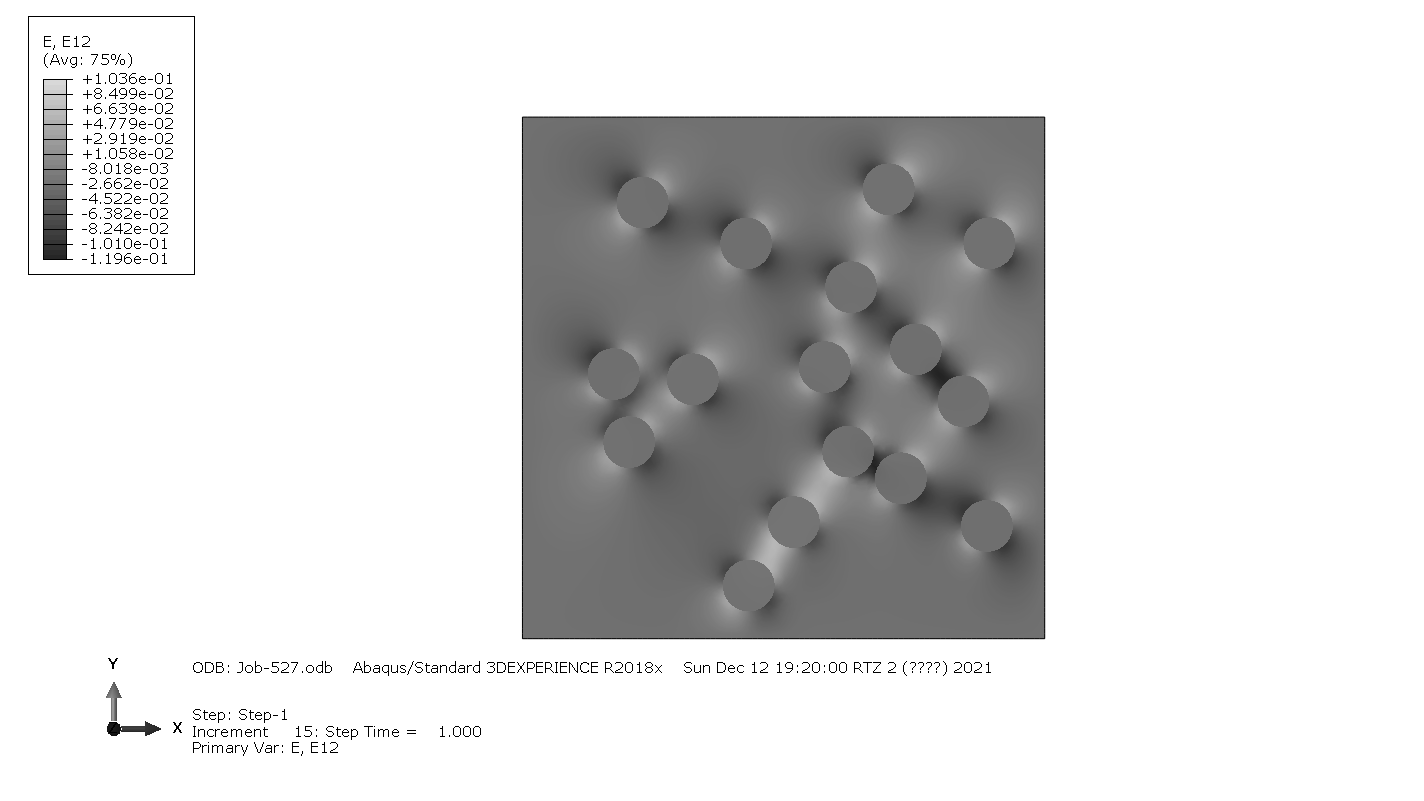 E, E12
(Avg: 75%)
+1.036e-01
+8.499e-02
+6.639e-02
+4.779e-02
+2.919e-02
+1.058e-02
-8.018e-03
-2.662e-02
-4.522e-02
-6.382e-02
-8.242e-02
-1.010e-01
-1.196e-01
Y
X
ODB: Job-527.odb    Abaqus/Standard 3DEXPERIENCE R2018x    Sun Dec 12 19:20:00 RTZ 2 (????) 2021
Step: Step-1
Increment    15: Step Time =    1.000
Primary Var: E, E12